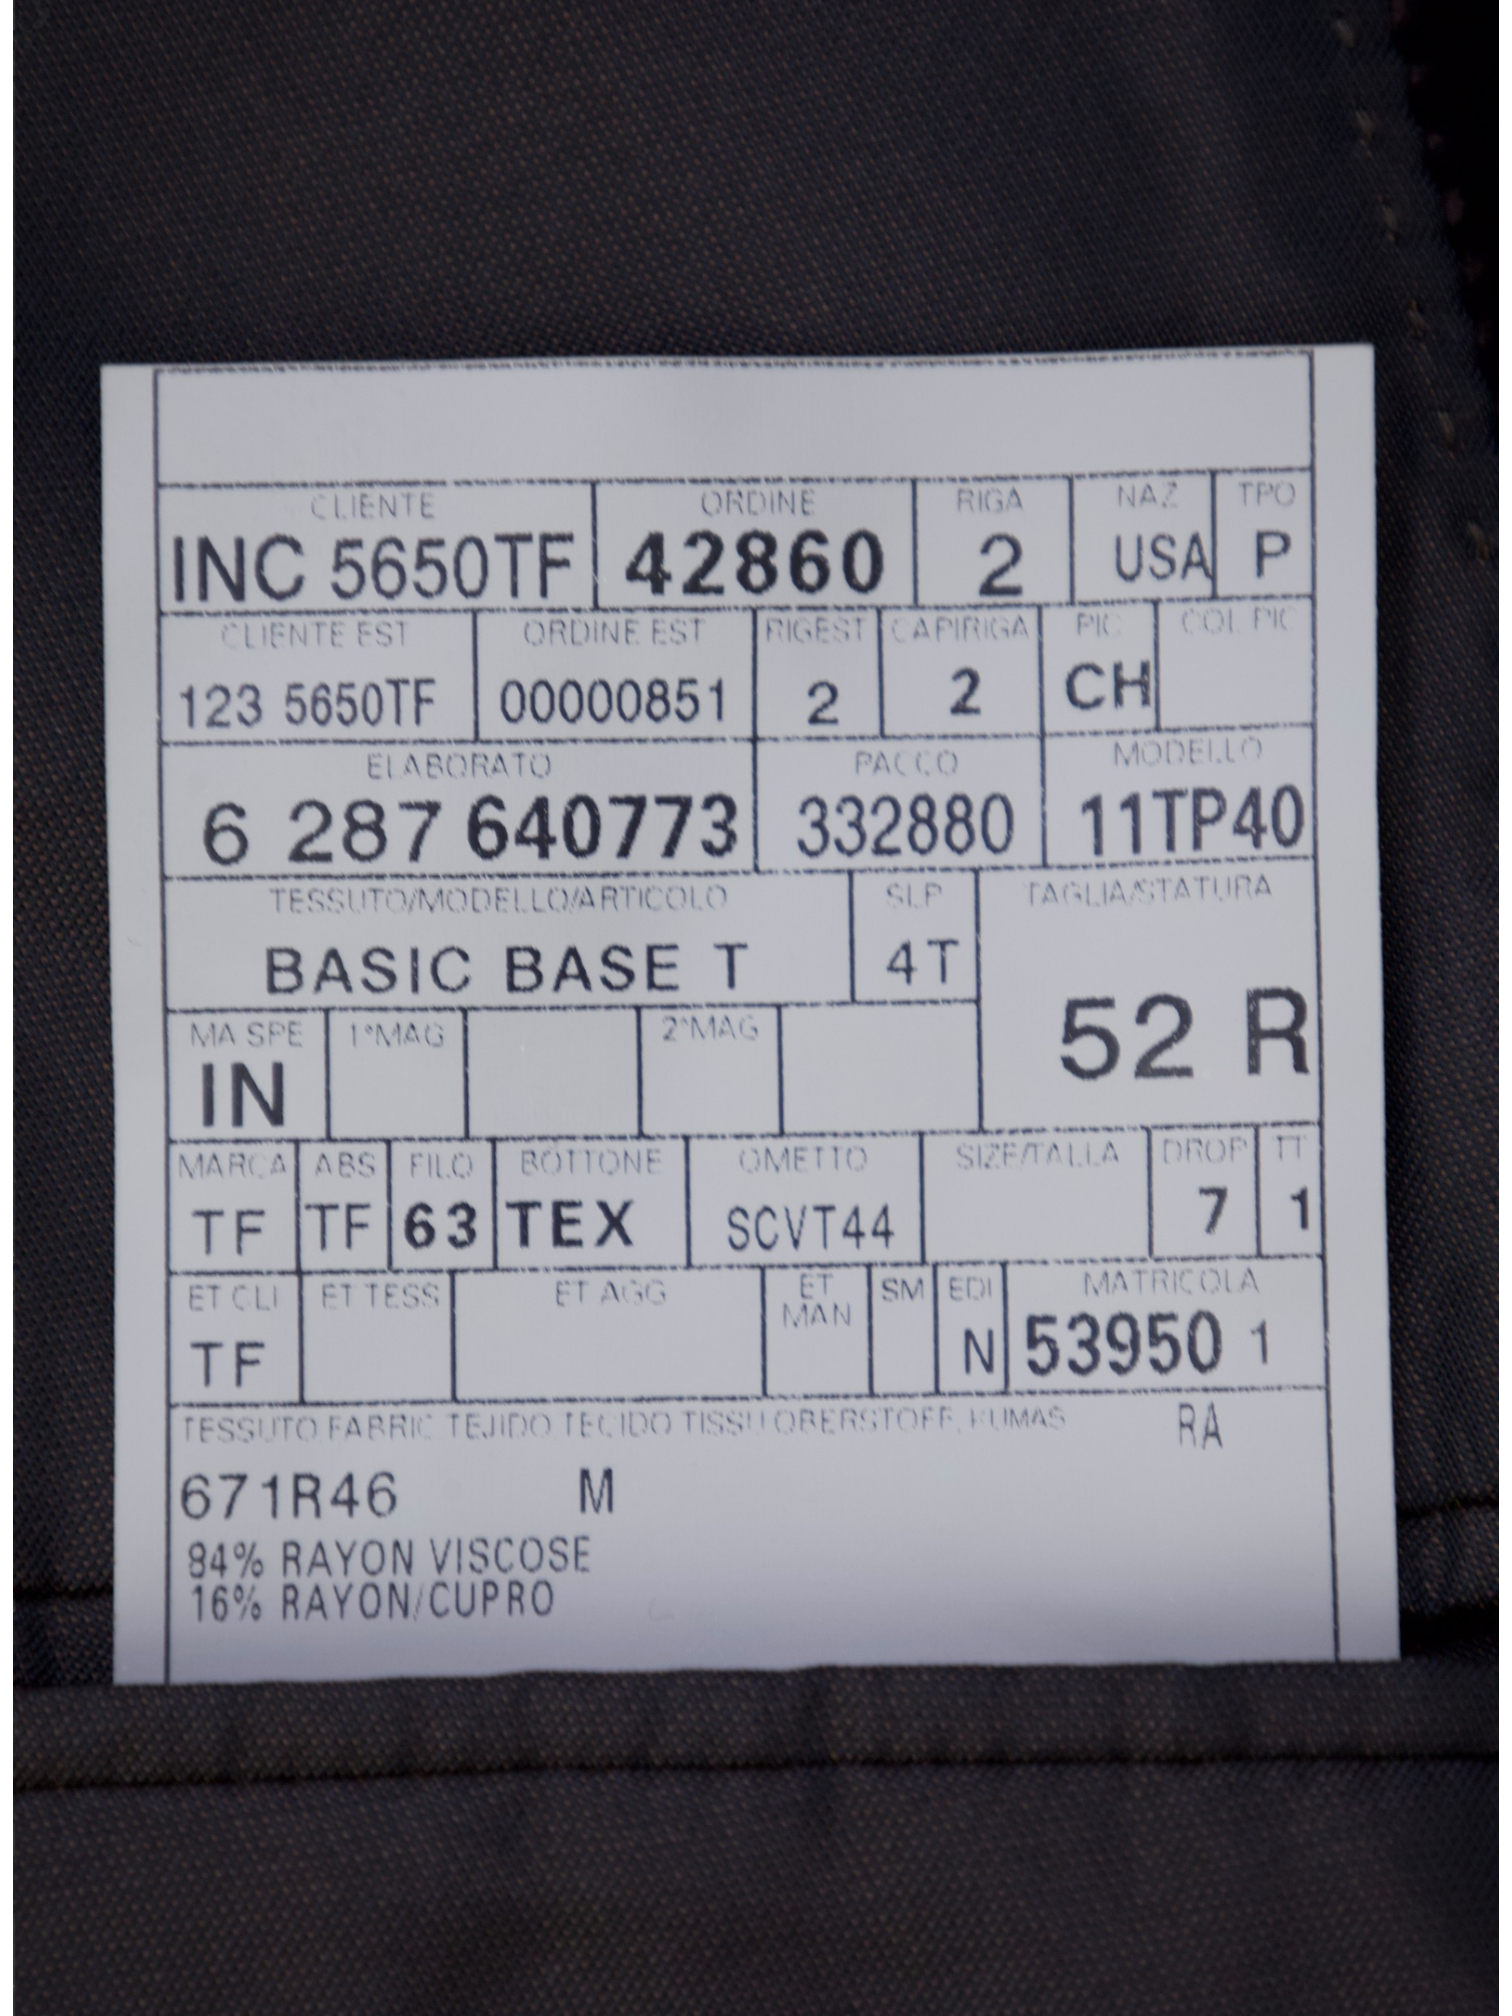 CLIENTE ORDINE RIGA NAZ TPO
INC 5650TF 42860 2 USA P
CLIENTE EST ORDINE EST RIGEST CAPIRIGA PIC COL PIC
123 5650TF 00000851 2 2 CH
ELABORATO PACCO MODELLO
6 287 640773 332880 11TP40
TESSUTO/MODELLO/ARTICOLO SLP TAGLIA/STATURA
BASIC BASE T 4T 52 R
MA SPE 1°MAG 2°MAG
IN
MARCA ABS FILO BOTTONE OMETTO SIZE/TALLA DROP TT
TF TF 63 TEX SCVT44 7 1
ET CLI ET TESS ET AGG ET MAN SM EDI MATRICOLA
TF N 53950 1
TESSUTO FABRIC TEJIDO TECIDO TISSU OBERSTOFF, KUMAS RA
671R46 M
84% RAYON VISCOSE
16% RAYON/CUPRO